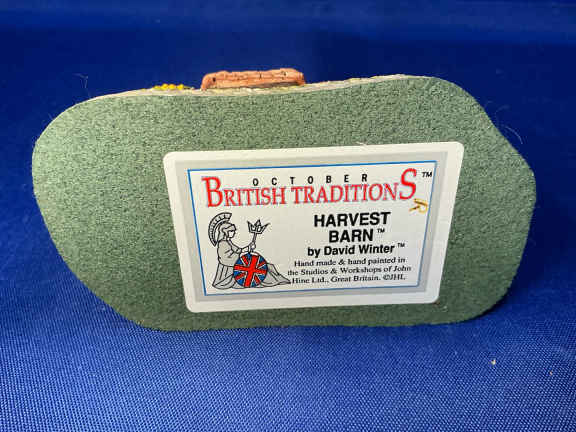 OCTOBER
BRITISH TRADITIONS™
HARVEST
BARN™
by David Winter™
Hand made & hand painted in
the Studios & Workshops of John
Hine Ltd., Great Britain. ©JHL